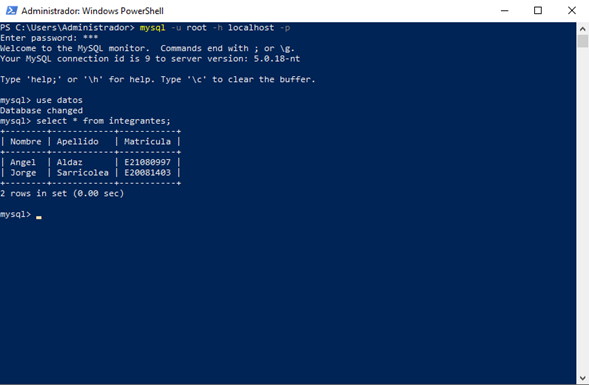 Administrador: Windows PowerShell
PS C:\Users\Administrador> mysql -u root -h localhost -p
Enter password: ***
Welcome to the MySQL monitor.  Commands end with ; or \g.
Your MySQL connection id is 9 to server version: 5.0.18-nt
Type 'help;' or '\h' for help. Type '\c' to clear the buffer.
mysql> use datos
Database changed
mysql> select * from integrantes;
+--------+------------+-----------+
| Nombre | Apellido   | Matricula |
+--------+------------+-----------+
| Angel  | Aldaz      | E21080997 |
| Jorge  | Sarricolea | E20081403 |
+--------+------------+-----------+
2 rows in set (0.00 sec)
mysql>